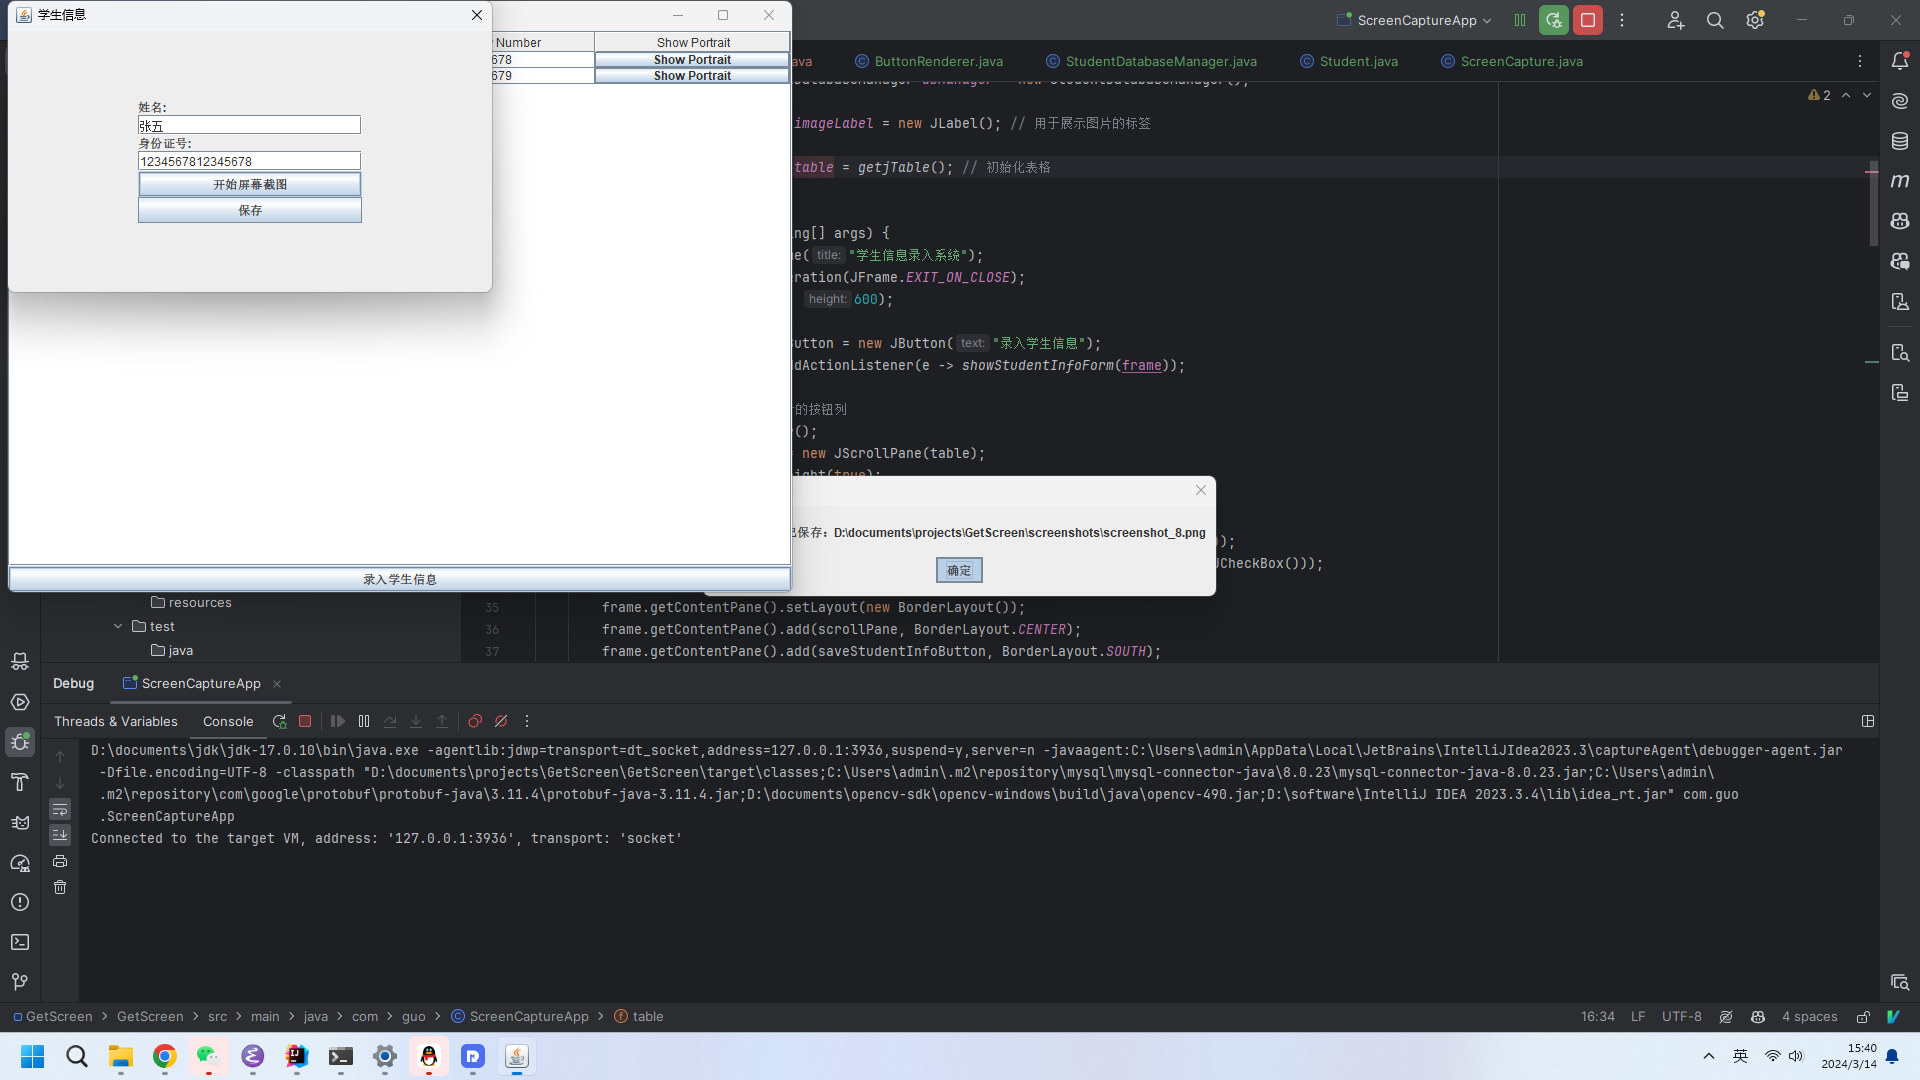 学生信息
姓名:
张五
身份证号:
1234567812345678
开始屏幕截图
保存
Number
Show Portrait
678
Show Portrait
679
Show Portrait
录入学生信息
ScreenCaptureApp
ava
ButtonRenderer.java
StudentDatabaseManager.java
Student.java
ScreenCapture.java
2
imageLabel = new JLabel(); // 用于展示图片的标签
table = getjTable(); // 初始化表格
ng[] args) {
e( title: "学生信息录入系统");
eration(JFrame.EXIT_ON_CLOSE);
height: 600);
Button = new JButton( text: "录入学生信息");
dActionListener(e -> showStudentInfoForm(frame));
的按钮列
();
new JScrollPane(table);
已保存：D:\documents\projects\GetScreen\screenshots\screenshot_8.png
确定
));
JCheckBox()));
resources
test
java
35 frame.getContentPane().setLayout(new BorderLayout());
36 frame.getContentPane().add(scrollPane, BorderLayout.CENTER);
37 frame.getContentPane().add(saveStudentInfoButton, BorderLayout.SOUTH);
Debug
ScreenCaptureApp
Threads & Variables
Console
D:\documents\jdk\jdk-17.0.10\bin\java.exe -agentlib:jdwp=transport=dt_socket,address=127.0.0.1:3936,suspend=y,server=n -javaagent:C:\Users\admin\AppData\Local\JetBrains\IntelliJIdea2023.3\captureAgent\debugger-agent.jar
-Dfile.encoding=UTF-8 -classpath "D:\documents\projects\GetScreen\GetScreen\target\classes;C:\Users\admin\.m2\repository\mysql\mysql-connector-java\8.0.23\mysql-connector-java-8.0.23.jar;C:\Users\admin\
.m2\repository\com\google\protobuf\protobuf-java\3.11.4\protobuf-java-3.11.4.jar;D:\documents\opencv-sdk\opencv-windows\build\java\opencv-490.jar;D:\software\IntelliJ IDEA 2023.3.4\lib\idea_rt.jar" com.guo
.ScreenCaptureApp
Connected to the target VM, address: '127.0.0.1:3936', transport: 'socket'
GetScreen
GetScreen
src
main
java
com
guo
ScreenCaptureApp
table
16:34
LF
UTF-8
4 spaces
英
15:40
2024/3/14